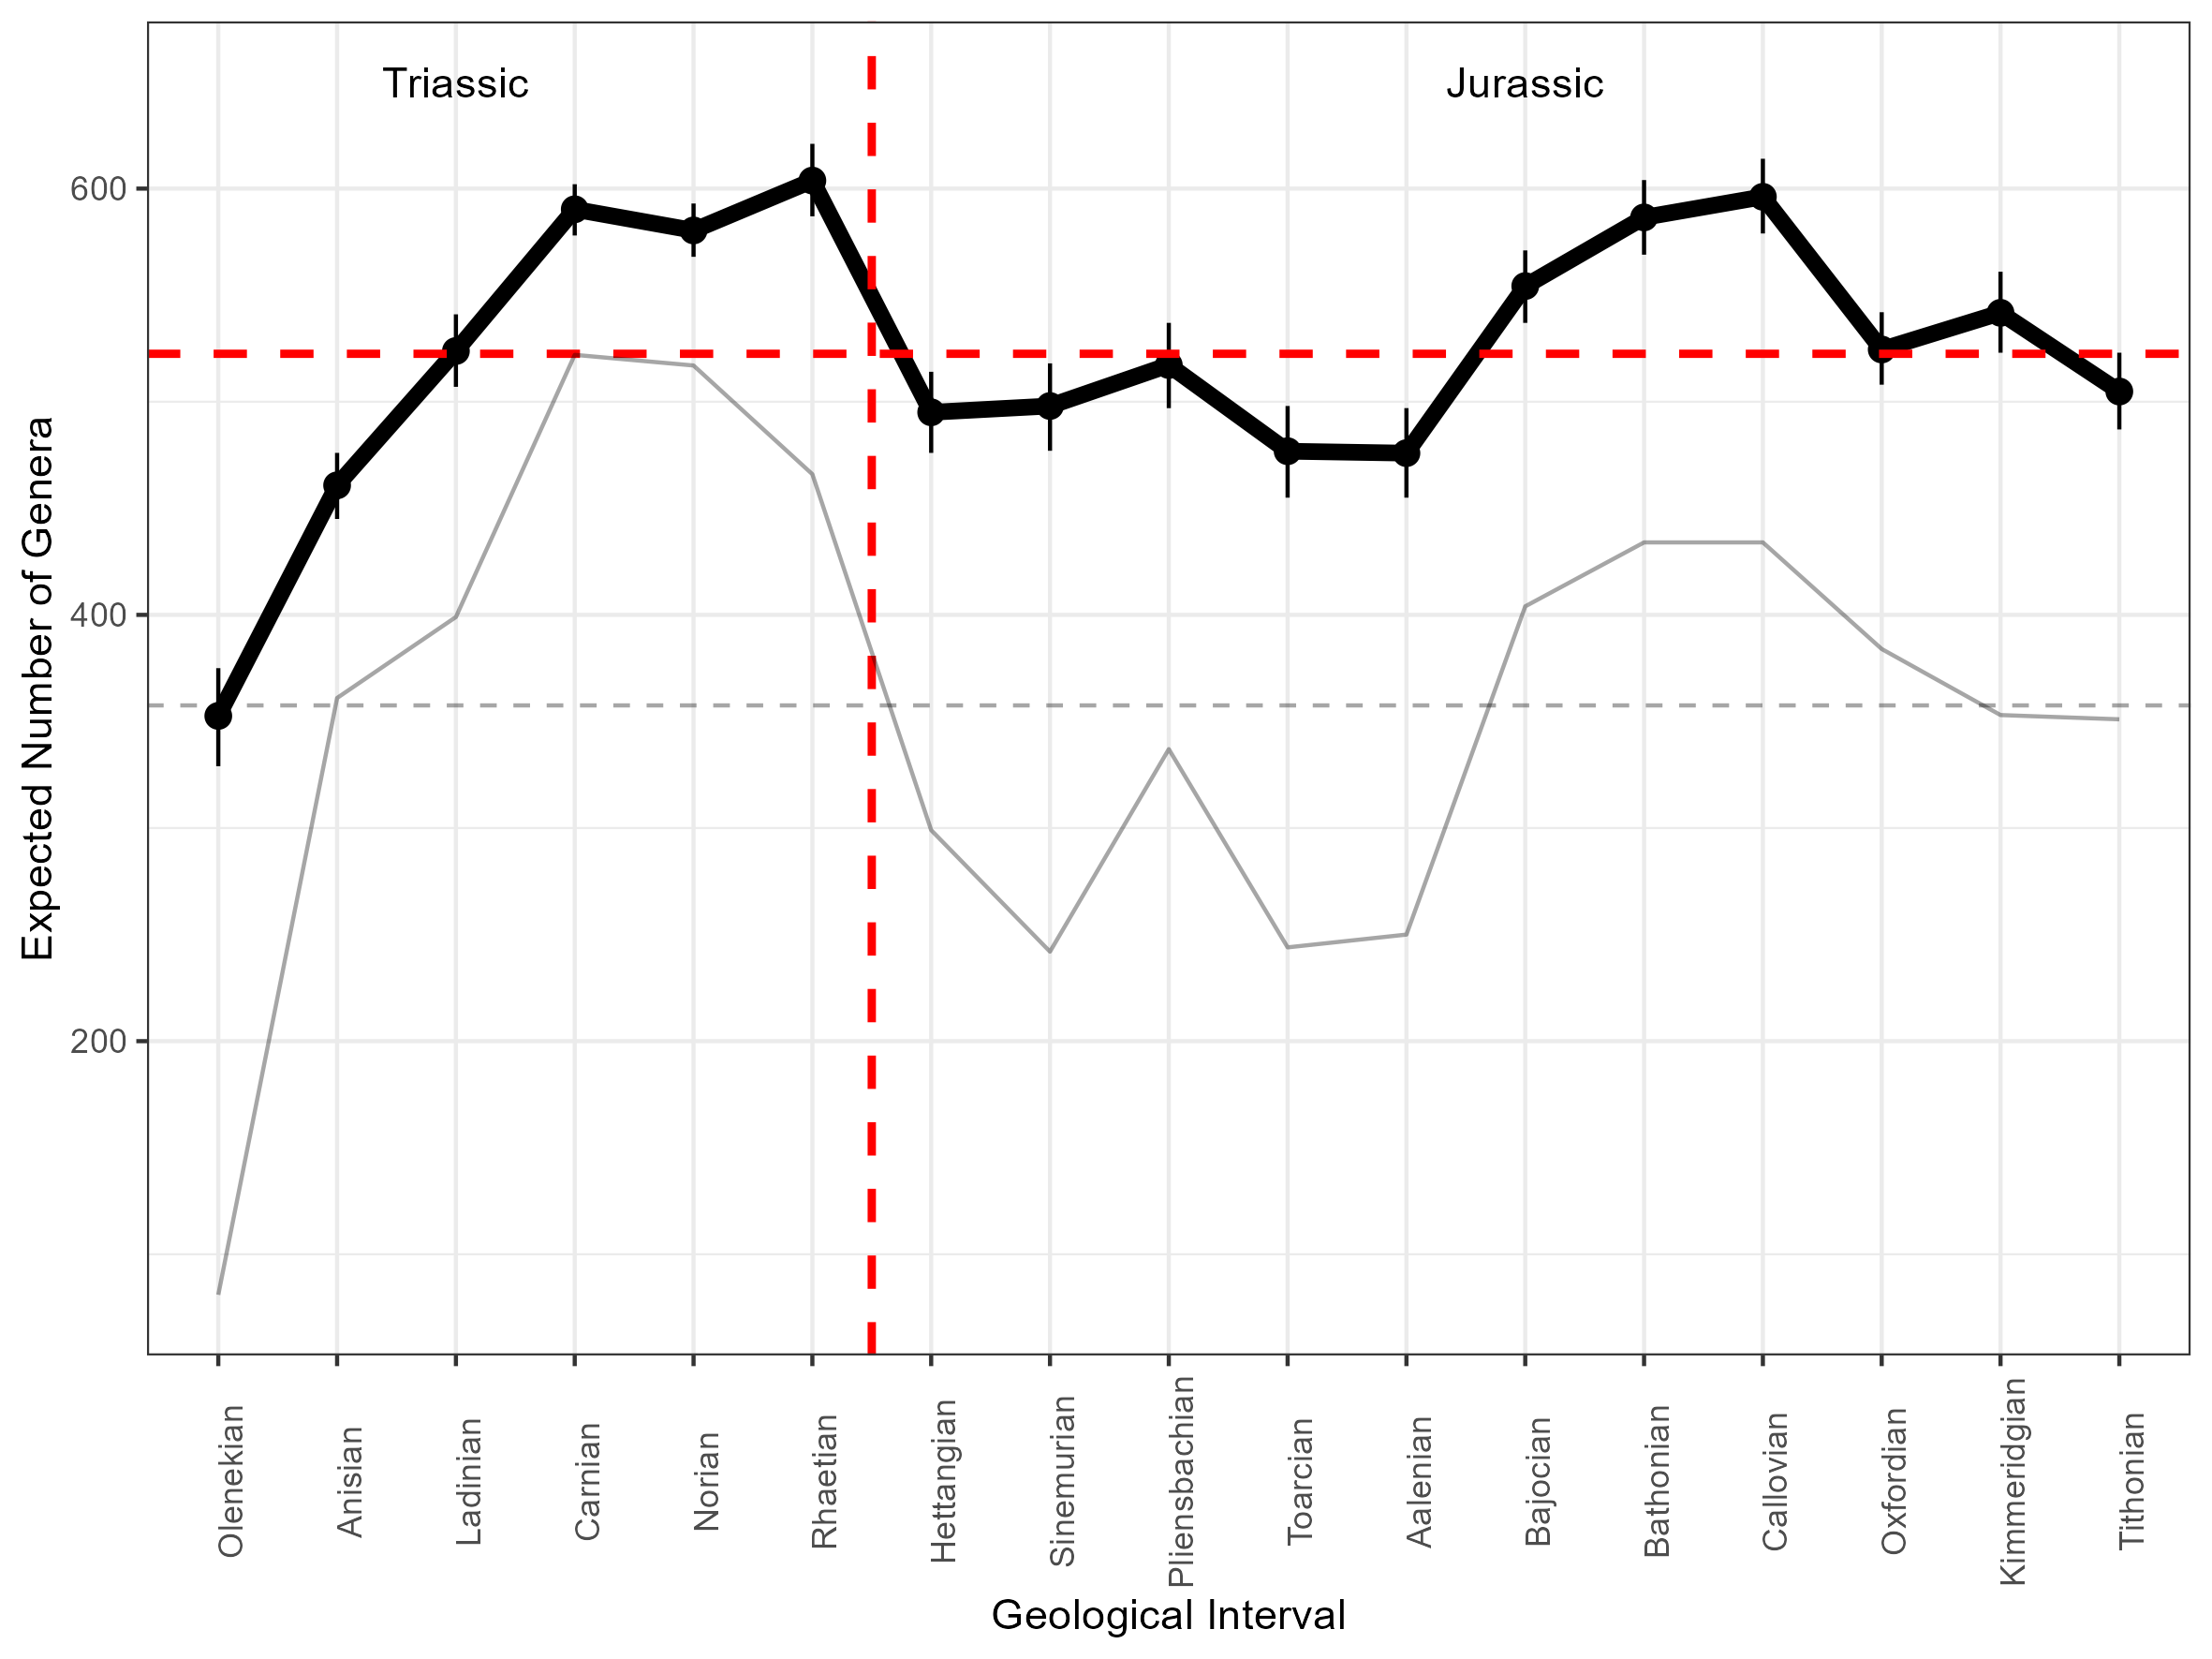 Triassic
Jurassic
Expected Number of Genera
600
400
200
Olenekian
Anisian
Ladinian
Carnian
Norian
Rhaetian
Hettangian
Sinemurian
Pliensbachian
Toarcian
Aalenian
Bajocian
Bathonian
Callovian
Oxfordian
Kimmeridgian
Tithonian
Geological Interval